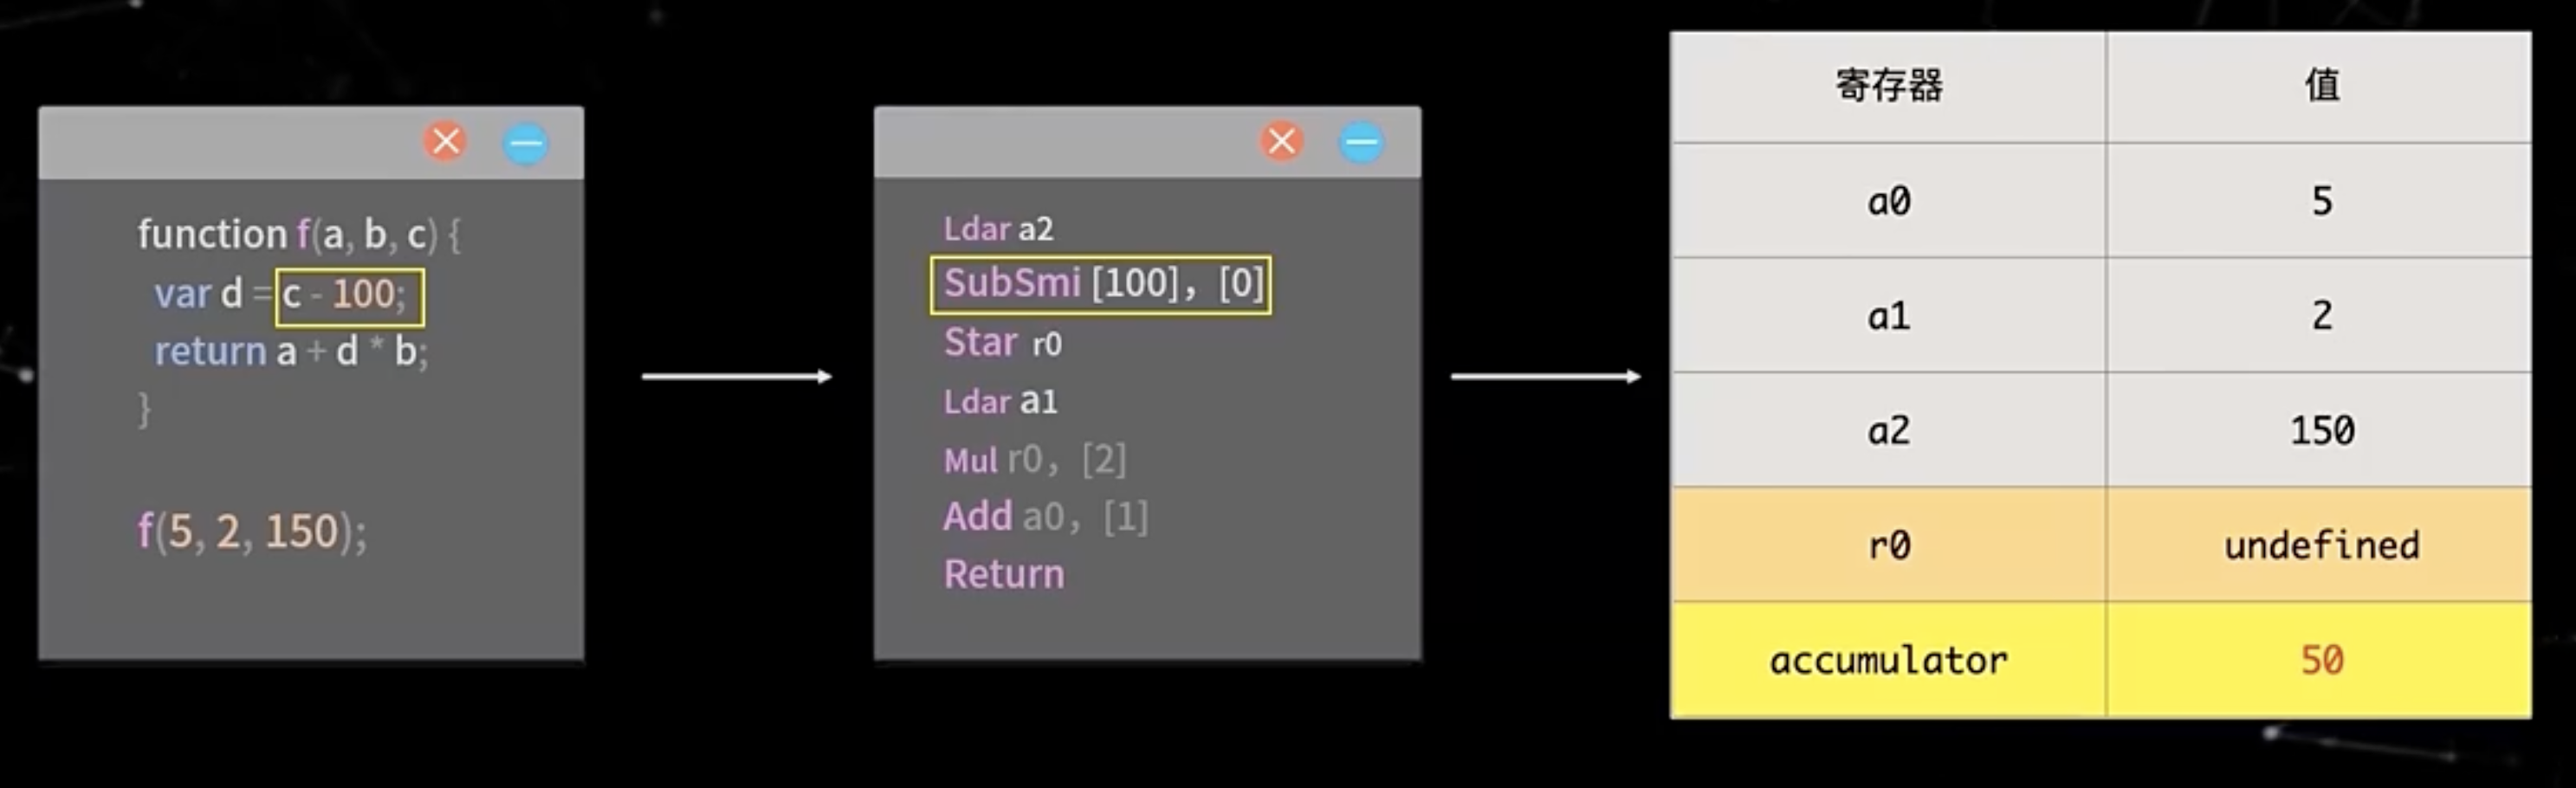 function f(a, b, c) {
var d = c - 100;
return a + d * b;
}
f(5, 2, 150);
Ldar a2
SubSmi [100]，[0]
Star r0
Ldar a1
Mul r0，[2]
Add a0，[1]
Return
寄存器 值
a0 5
a1 2
a2 150
r0 undefined
accumulator 50